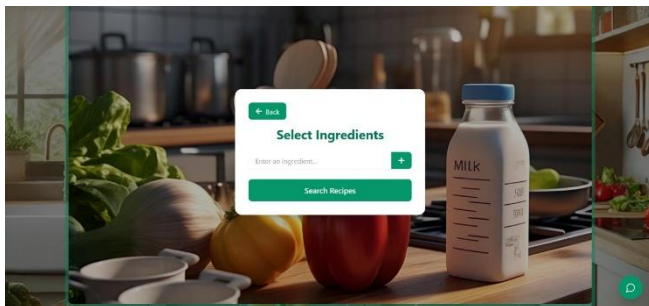 ← Back
Select Ingredients
Enter an ingredient...
+
Search Recipes
MILK